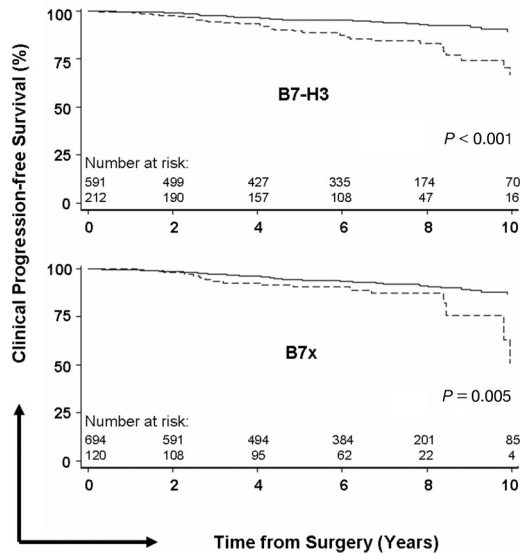 Clinical Progression-free Survival (%)
100
75
50
25
0
B7-H3
P < 0.001
Number at risk:
591 499 427 335 174 70
212 190 157 108 47 16
0 2 4 6 8 10
100
75
50
25
0
B7x
P = 0.005
Number at risk:
694 591 494 384 201 85
120 108 95 62 22 4
0 2 4 6 8 10
Time from Surgery (Years)